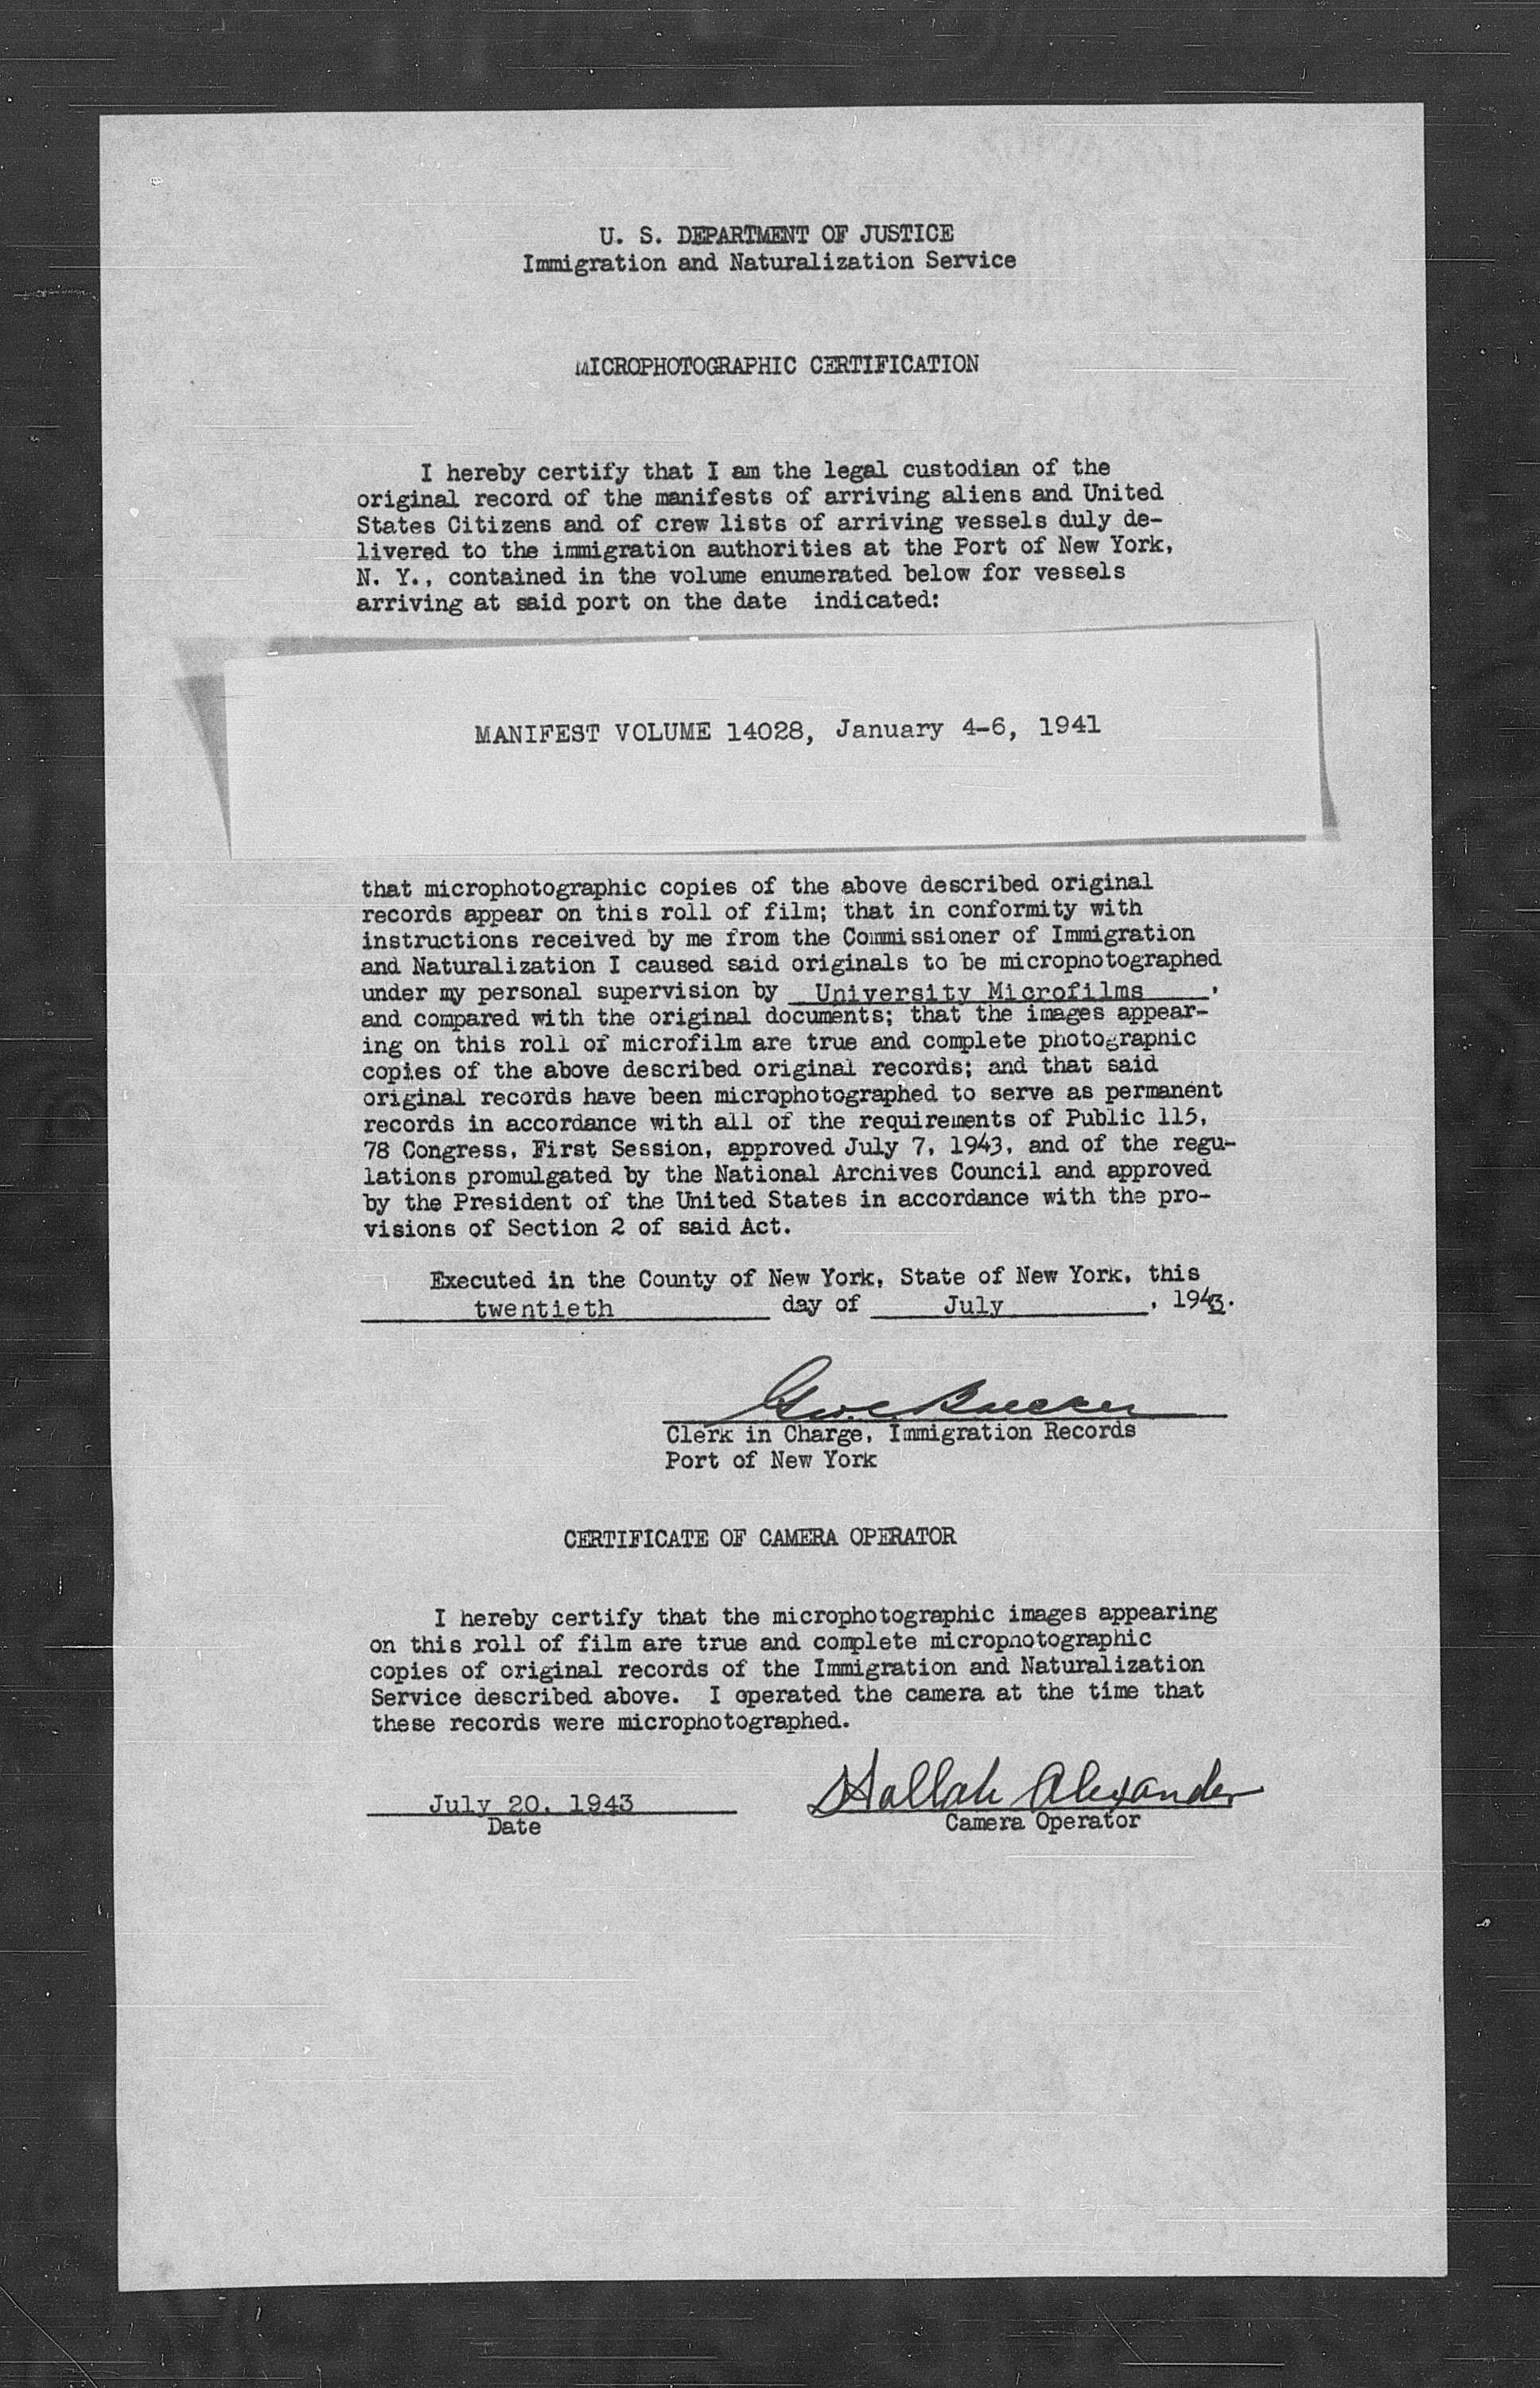 U. S. DEPARTMENT OF JUSTICE
Immigration and Naturalization Service
MICROPHOTOGRAPHIC CERTIFICATION
I hereby certify that I am the legal custodian of the
original record of the manifests of arriving aliens and United
States Citizens and of crew lists of arriving vessels duly de-
livered to the immigration authorities at the Port of New York,
N. Y., contained in the volume enumerated below for vessels
arriving at said port on the date indicated:
MANIFEST VOLUME 14028, January 4-6, 1941
that microphotographic copies of the above described original
records appear on this roll of film; that in conformity with
instructions received by me from the Commissioner of Immigration
and Naturalization I caused said originals to be microphotographed
under my personal supervision by University Microfilms,
and compared with the original documents; that the images appear-
ing on this roll of microfilm are true and complete photographic
copies of the above described original records; and that said
original records have been microphotographed to serve as permanent
records in accordance with all of the requirements of Public 115,
78 Congress, First Session, approved July 7, 1943, and of the regu-
lations promulgated by the National Archives Council and approved
by the President of the United States in accordance with the pro-
visions of Section 2 of said Act.
Executed in the County of New York, State of New York, this
twentieth day of July, 1943.
Clerk in Charge, Immigration Records
Port of New York
CERTIFICATE OF CAMERA OPERATOR
I hereby certify that the microphotographic images appearing
on this roll of film are true and complete microphotographic
copies of original records of the Immigration and Naturalization
Service described above. I operated the camera at the time that
these records were microphotographed.
July 20, 1943 Hallah Alexander
Date Camera Operator